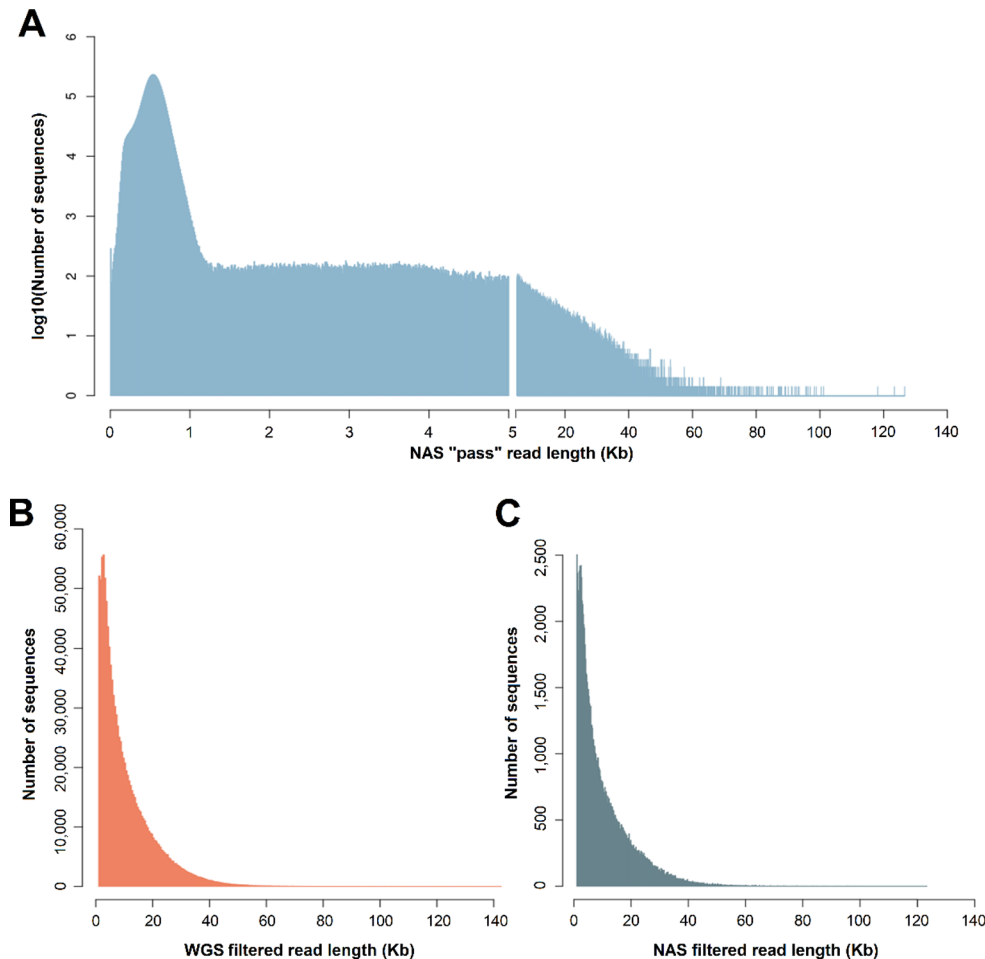 A
log10(Number of sequences)
6
5
4
3
2
1
0
0 1 2 3 4 5 20 40 60 80 100 120 140
NAS "pass" read length (Kb)
B
Number of sequences
60,000
50,000
40,000
30,000
20,000
10,000
0
0 20 40 60 80 100 120 140
WGS filtered read length (Kb)
C
Number of sequences
2,500
2,000
1,500
1,000
500
0
0 20 40 60 80 100 120 140
NAS filtered read length (Kb)